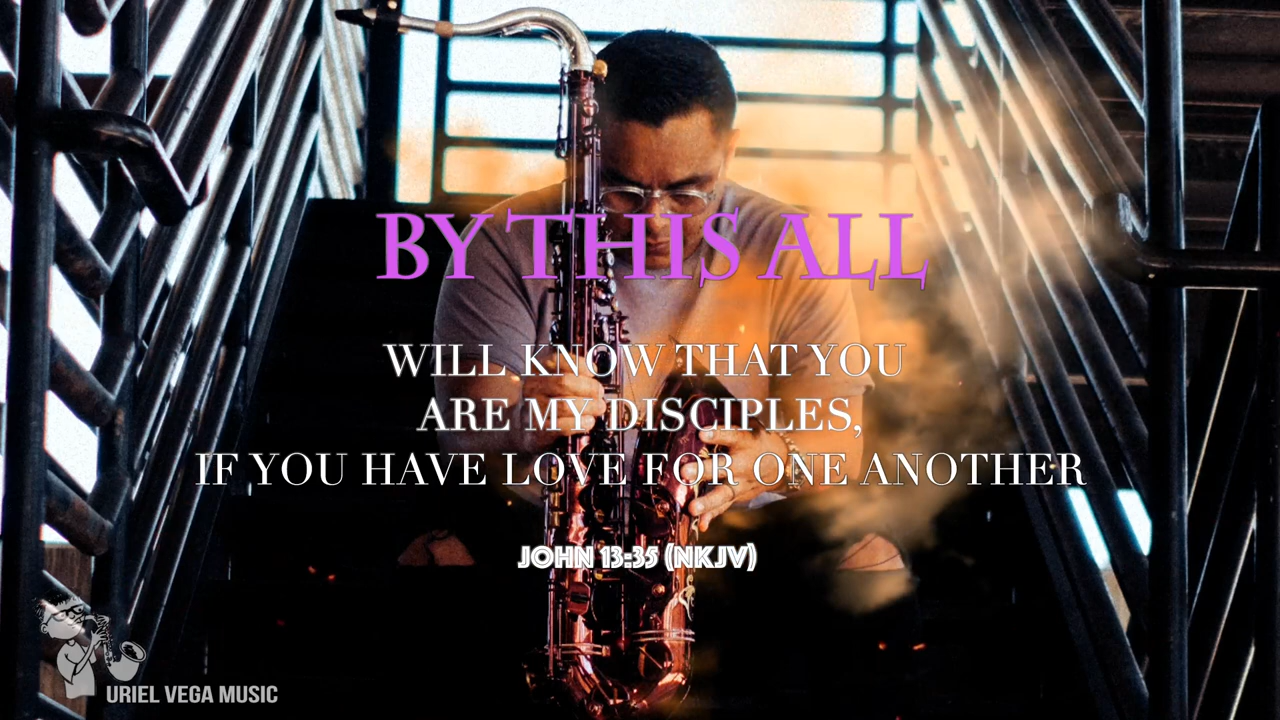 BY THIS ALL
WILL KNOW THAT YOU
ARE MY DISCIPLES,
IF YOU HAVE LOVE FOR ONE ANOTHER
JOHN 13:35 (NKJV)
URIEL VEGA MUSIC